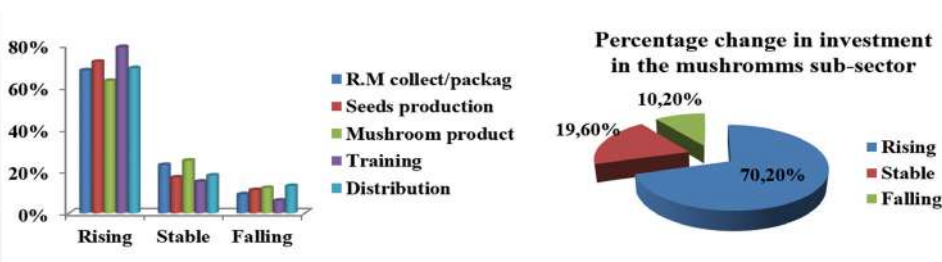 80%
60%
40%
20%
0%
Rising
Stable
Falling
R.M collect/packag
Seeds production
Mushroom product
Training
Distribution
Percentage change in investment
in the mushromms sub-sector
10,20%
19,60%
70,20%
Rising
Stable
Falling